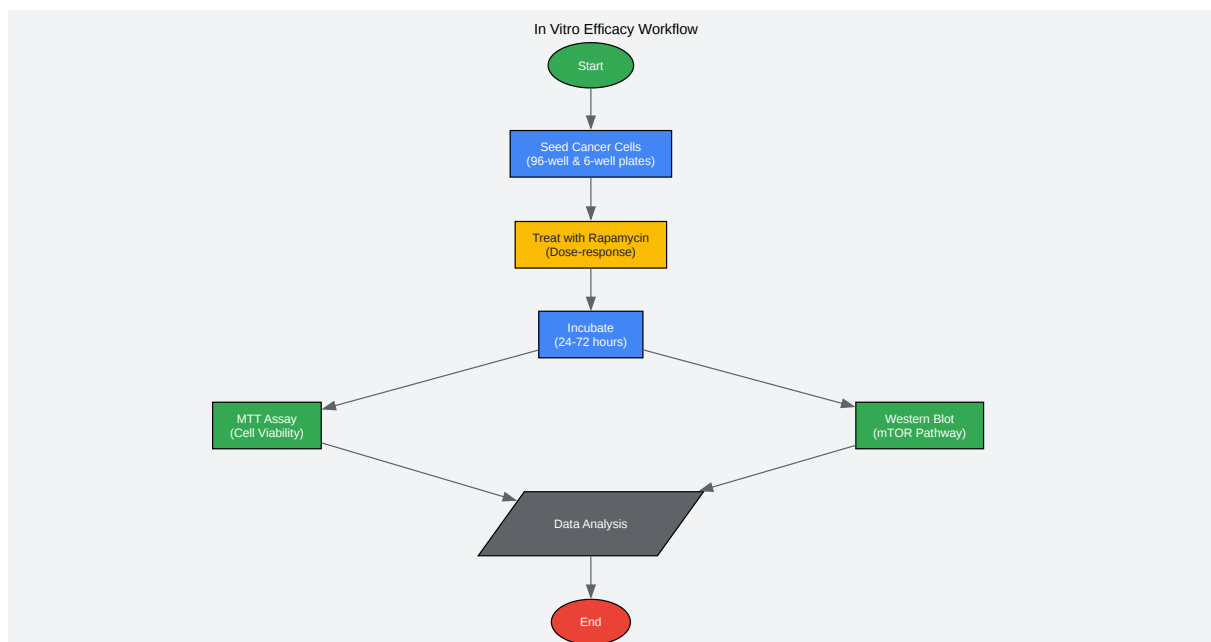 In Vitro Efficacy Workflow
Start
Seed Cancer Cells
(96-well & 6-well plates)
Treat with Rapamycin
(Dose-response)
Incubate
(24-72 hours)
MTT Assay
(Cell Viability)
Western Blot
(mTOR Pathway)
Data Analysis
End